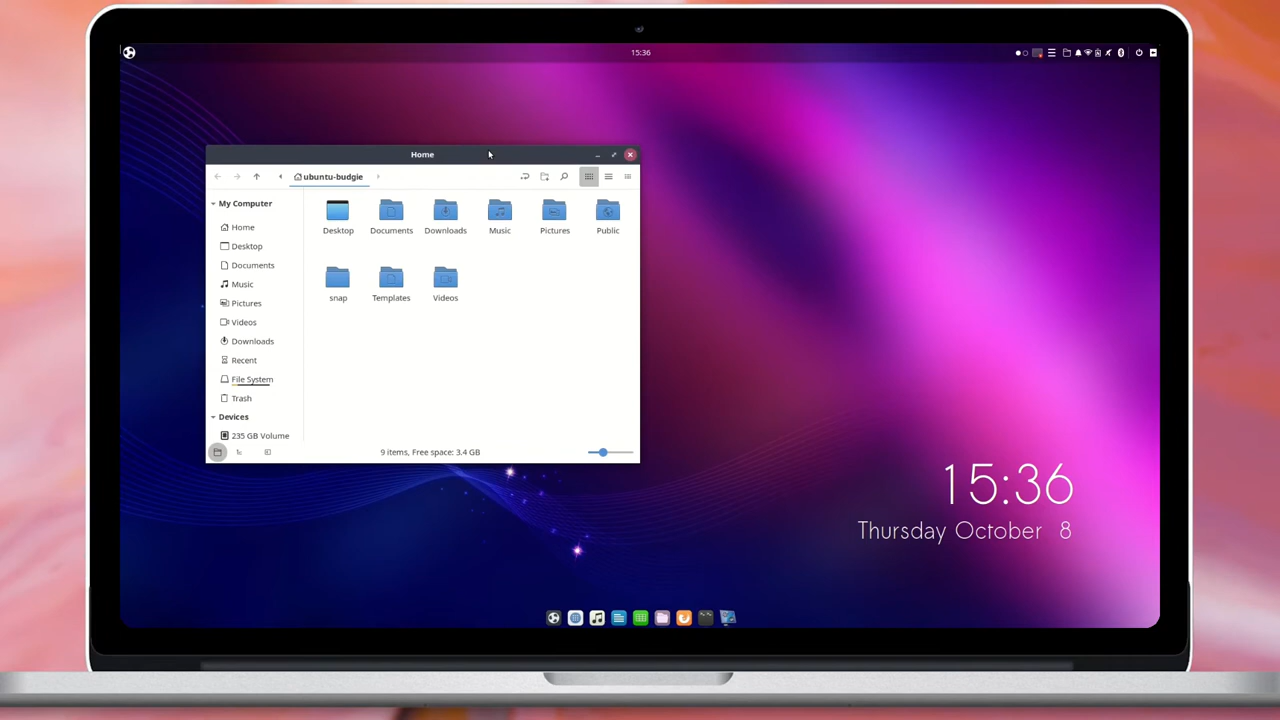 15:36
Home
ubuntu-budgie
My Computer
Home
Desktop
Documents
Music
Pictures
Videos
Downloads
Recent
File System
Trash
Devices
235 GB Volume
Desktop
Documents
Downloads
Music
Pictures
Public
snap
Templates
Videos
9 items, Free space: 3.4 GB
15:36
Thursday October 8